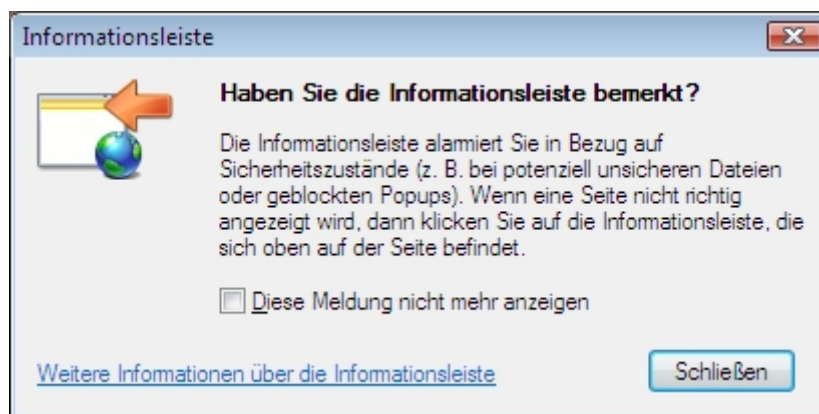 Informationsleiste
Haben Sie die Informationsleiste bemerkt?
Die Informationsleiste alarmiert Sie in Bezug auf
Sicherheitszustände (z. B. bei potenziell unsicheren Dateien
oder geblockten Popups). Wenn eine Seite nicht richtig
angezeigt wird, dann klicken Sie auf die Informationsleiste, die
sich oben auf der Seite befindet.
Diese Meldung nicht mehr anzeigen
Weitere Informationen über die Informationsleiste
Schließen